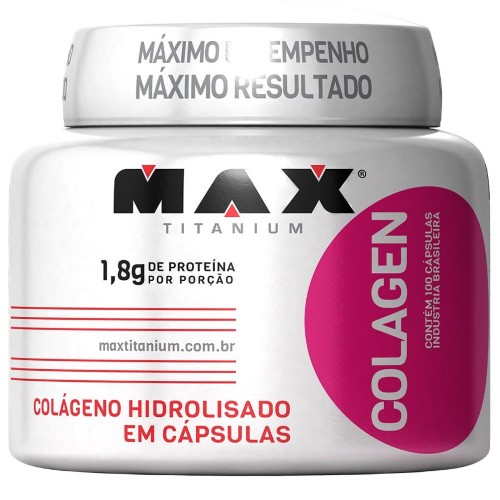 MÁXIMO EMPENHO
MÁXIMO RESULTADO
MAX®
TITANIUM
1,8g DE PROTEÍNA
POR PORÇÃO
maxtitanium.com.br
COLÁGENO HIDROLISADO
EM CÁPSULAS
COLAGEN
CONTÉM 100 CÁPSULAS
INDÚSTRIA BRASILEIRA